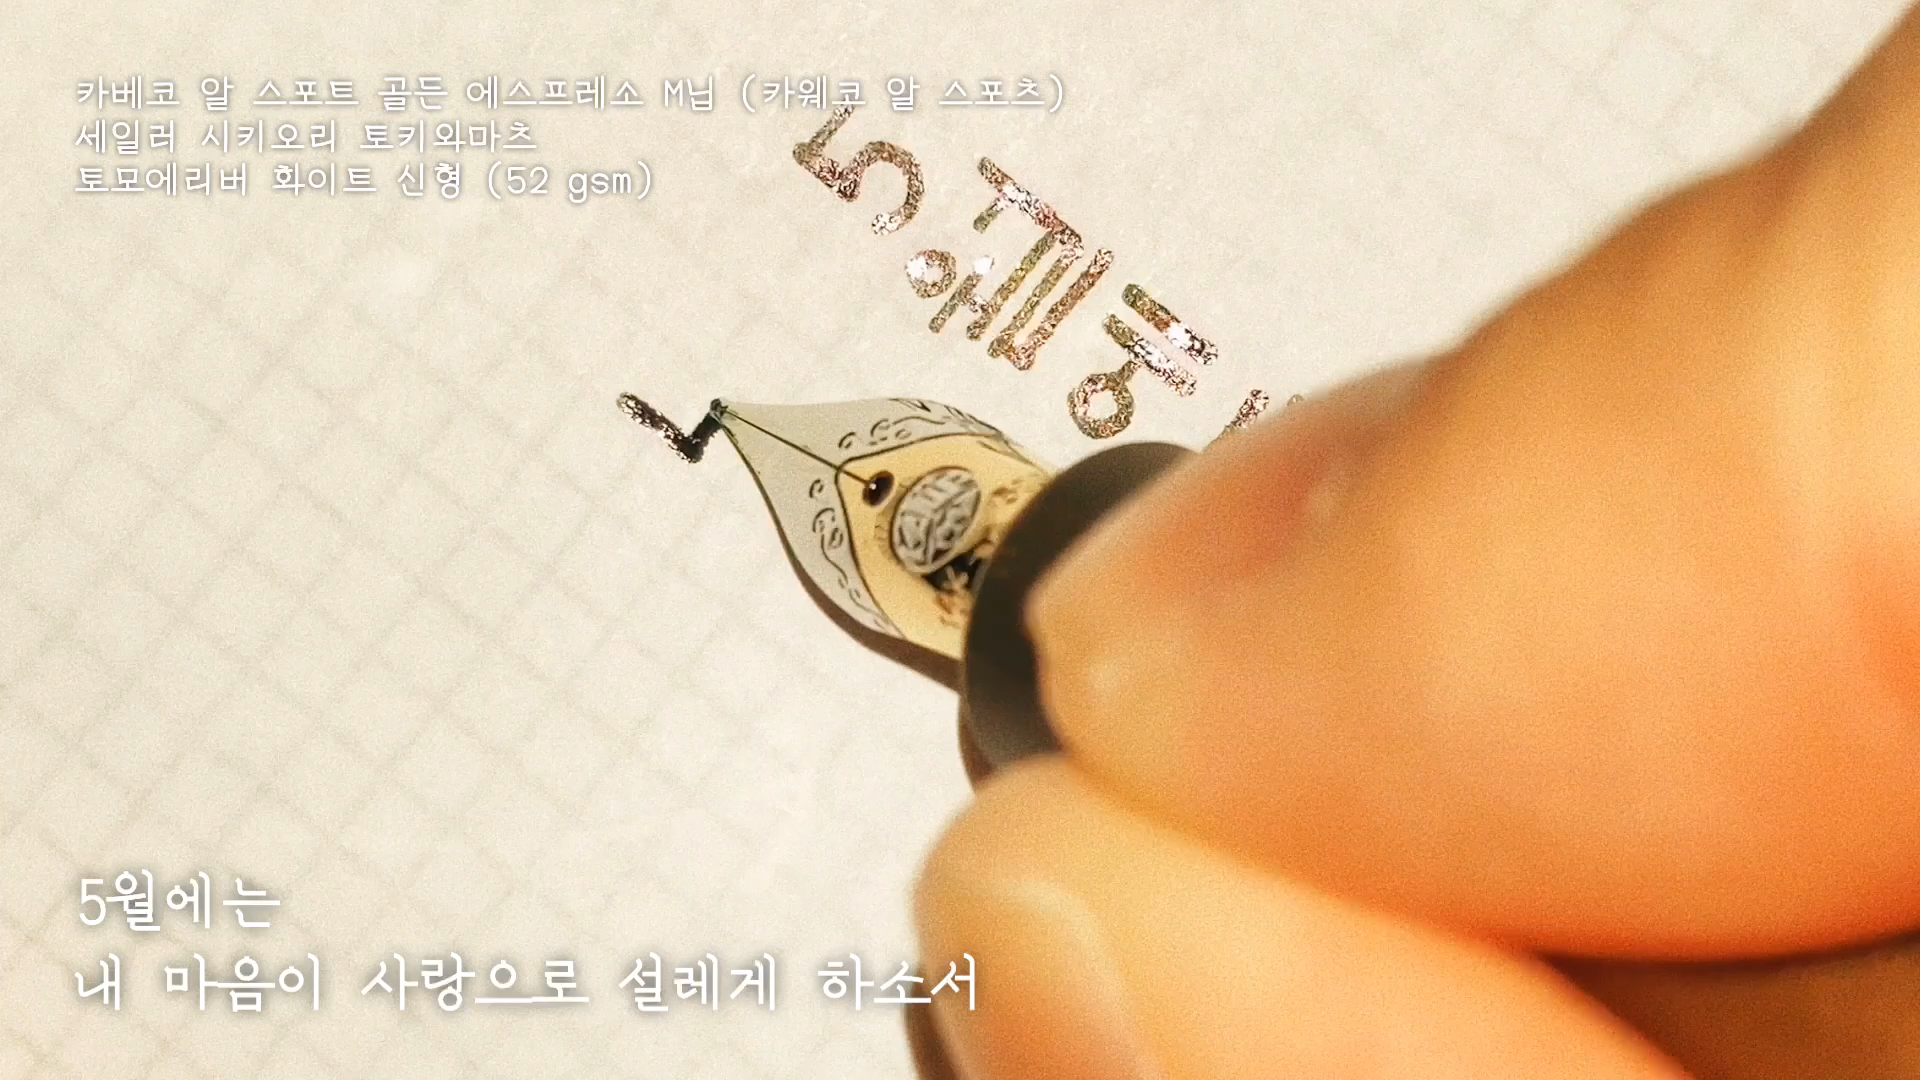 카베코 알 스포트 골든 에스프레소 M닙 (카웨코 알 스포츠)
세일러 시키오리 토키와마츠
토모에리버 화이트 신형 (52 gsm)
5월에
5월에는
내 마음이 사랑으로 설레게 하소서